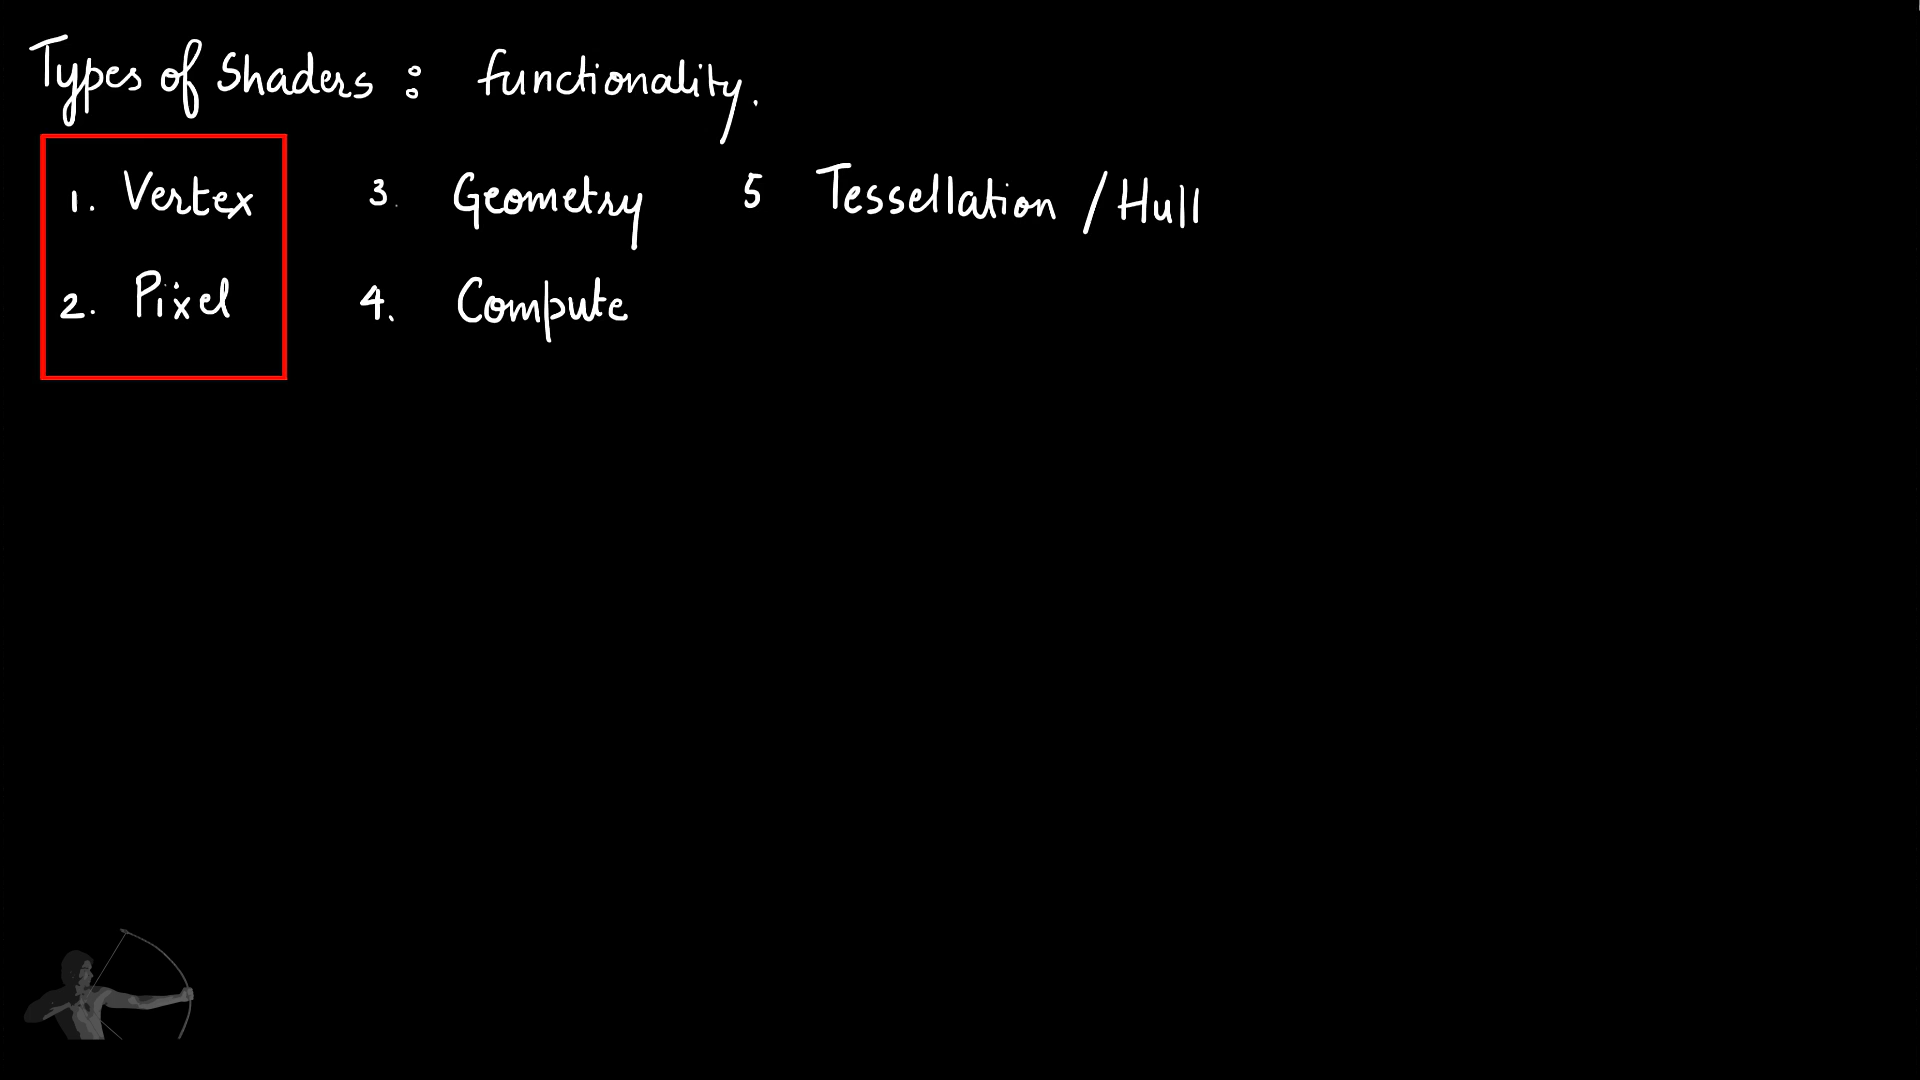 Types of Shaders : functionality.
1. Vertex 3. Geometry 5 Tessellation / Hull
2. Pixel 4. Compute